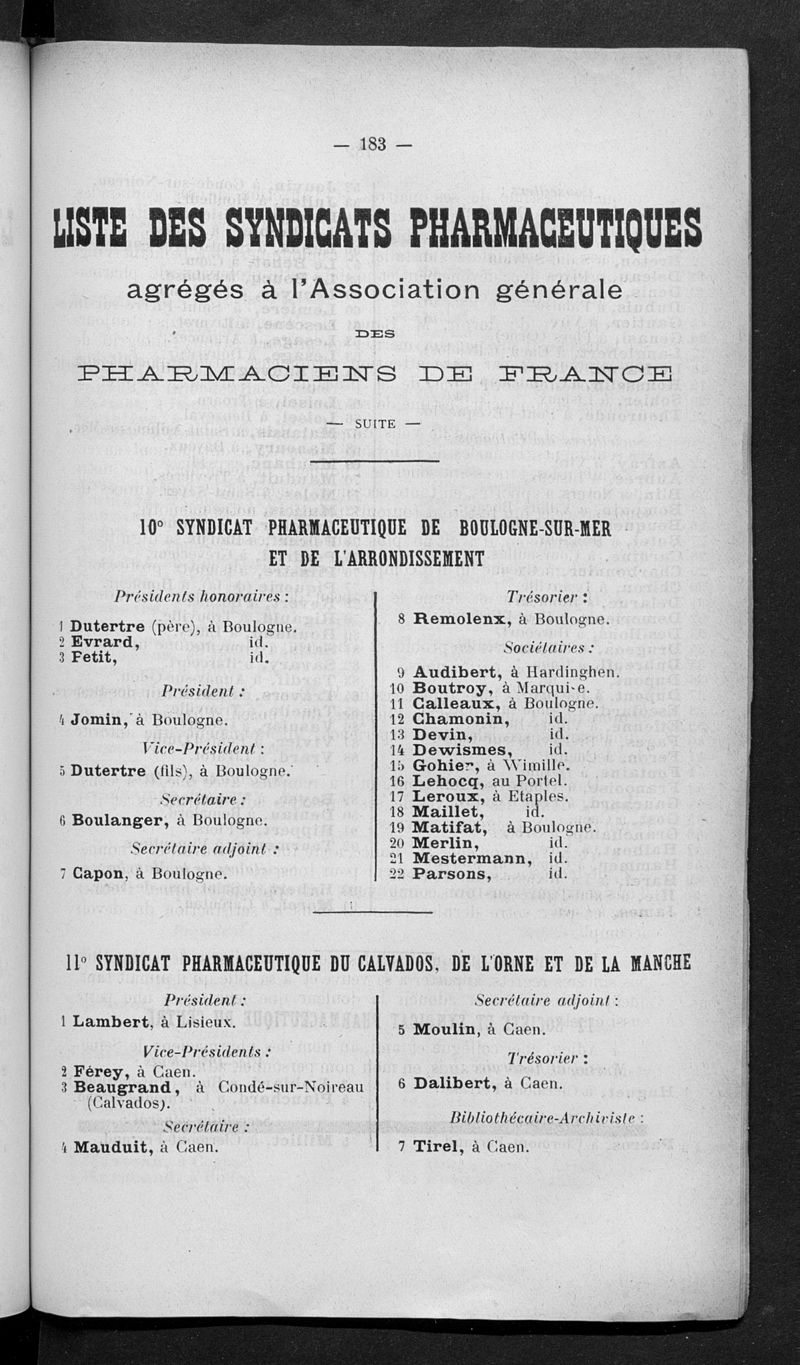 — 183 —
LISTE DES SYNDICATS PHARMACEUTIQUES
agrégés à l'Association générale
DES
PHARMACIENS DE FRANCE
— SUITE —
10° SYNDICAT PHARMACEUTIQUE DE BOULOGNE-SUR-MER
ET DE L'ARRONDISSEMENT
Présidents honoraires :
1 Dutertre (père), à Boulogne.
2 Evrard, id.
3 Petit, id.
Président :
4 Jomin, à Boulogne.
Vice-Président :
5 Dutertre (fils), à Boulogne.
Secrétaire :
6 Boulanger, à Boulogne.
Secrétaire adjoint :
7 Capon, à Boulogne.
Trésorier :
8 Remolenx, à Boulogne.
Sociétaires :
9 Audibert, à Hardinghen.
10 Boutroy, à Marqui-e.
11 Calleaux, à Boulogne.
12 Chamonin, id.
13 Devin, id.
14 Dewismes, id.
15 Gohier, à Wimille.
16 Lehocq, au Portel.
17 Leroux, à Etaples.
18 Maillet, id.
19 Matifat, à Boulogne.
20 Merlin, id.
21 Mestermann, id.
22 Parsons, id.
11° SYNDICAT PHARMACEUTIQUE DU CALVADOS, DE L'ORNE ET DE LA MANCHE
Président :
1 Lambert, à Lisieux.
Vice-Présidents :
2 Férey, à Caen.
3 Beaugrand, à Condé-sur-Noireau
(Calvados).
Secrétaire :
4 Mauduit, à Caen.
Secrétaire adjoint :
5 Moulin, à Caen.
Trésorier :
6 Dalibert, à Caen.
Bibliothécaire-Archiviste :
7 Tirel, à Caen.